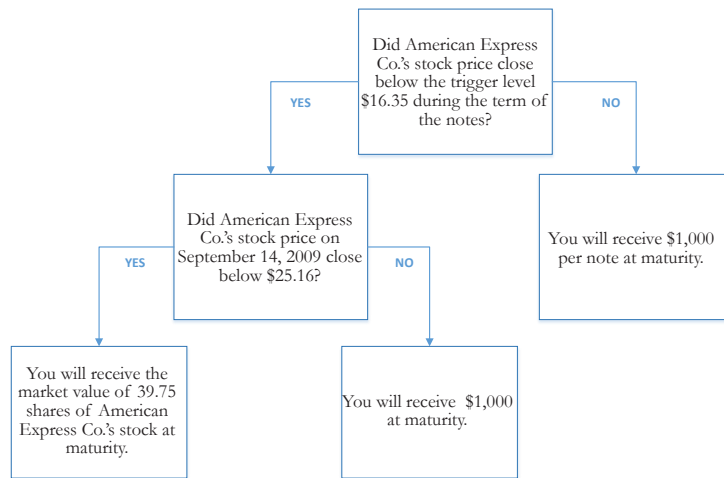 Did American Express
Co.'s stock price close
below the trigger level
$16.35 during the term of
the notes?
YES
NO
Did American Express
Co.'s stock price on
September 14, 2009 close
below $25.16?
You will receive $1,000
per note at maturity.
YES
NO
You will receive the
market value of 39.75
shares of American
Express Co.'s stock at
maturity.
You will receive $1,000
at maturity.